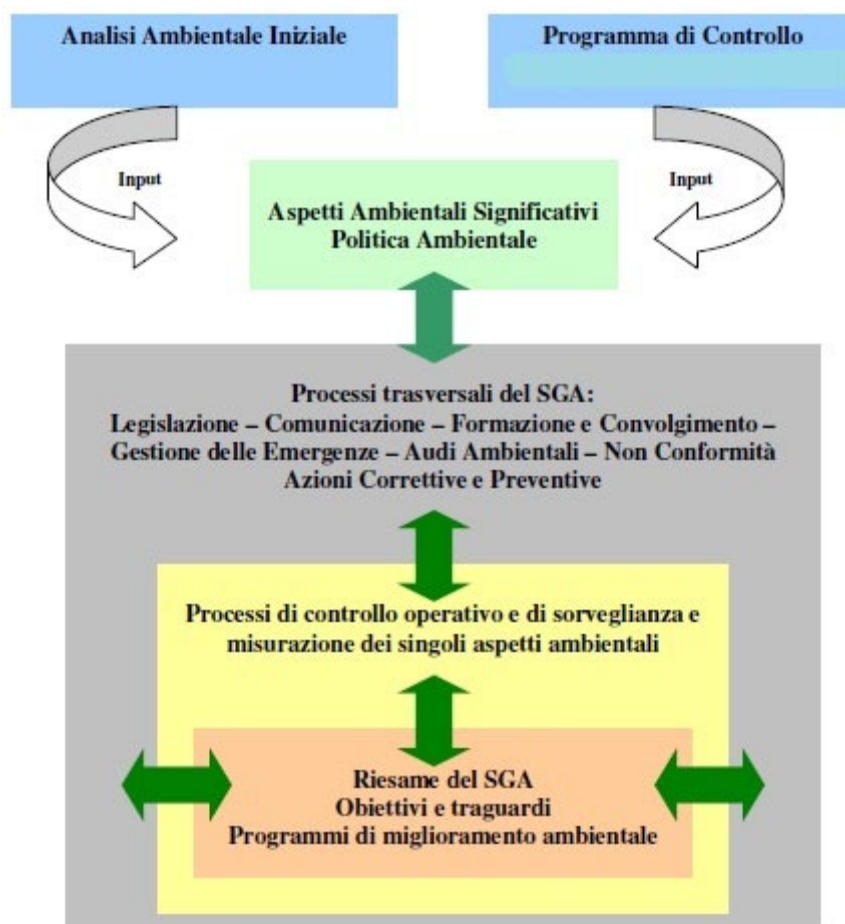 Analisi Ambientale Iniziale
Programma di Controllo
Input
Input
Aspetti Ambientali Significativi
Politica Ambientale
Processi trasversali del SGA:
Legislazione – Comunicazione – Formazione e Convolgimento –
Gestione delle Emergenze – Audi Ambientali – Non Conformità
Azioni Correttive e Preventive
Processi di controllo operativo e di sorveglianza e
misurazione dei singoli aspetti ambientali
Riesame del SGA
Obiettivi e traguardi
Programmi di miglioramento ambientale